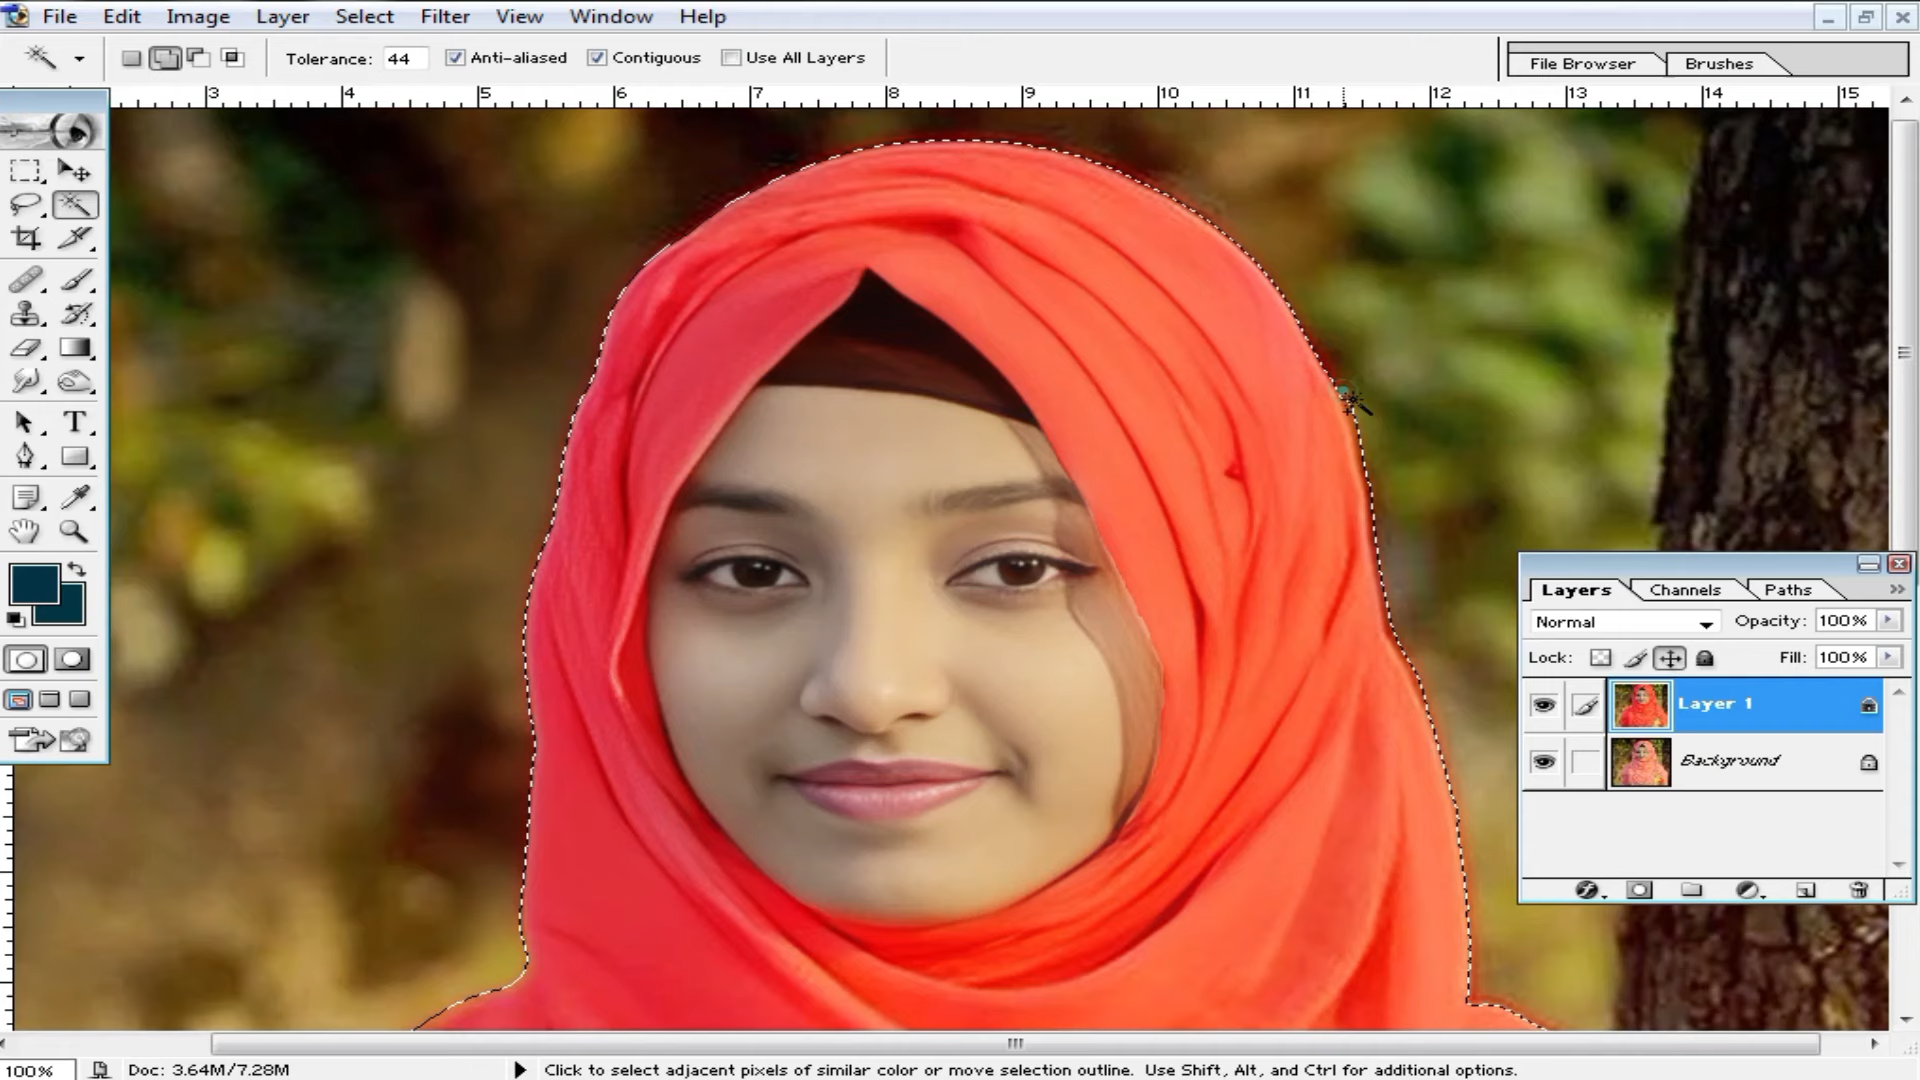 File Edit Image Layer Select Filter View Window Help
Tolerance: 44 Anti-aliased Contiguous Use All Layers File Browser Brushes
3 4 5 6 7 8 9 10 11 12 13 14 15
T
Layers Channels Paths
Normal Opacity: 100%
Lock: Fill: 100%
Layer 1
Background
100% Doc: 3.64M/7.28M Click to select adjacent pixels of similar color or move selection outline. Use Shift, Alt, and Ctrl for additional options.